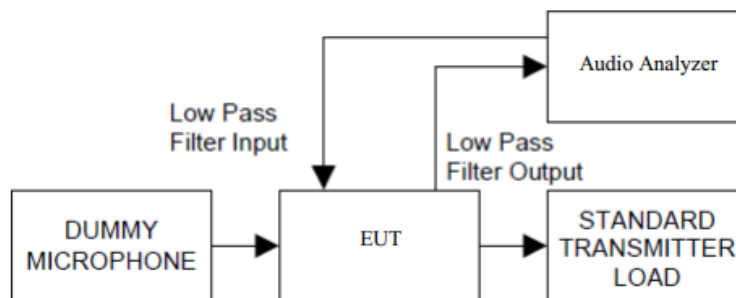 Audio Analyzer
Low Pass
Filter Input
Low Pass
Filter Output
DUMMY
MICROPHONE
EUT
STANDARD
TRANSMITTER
LOAD